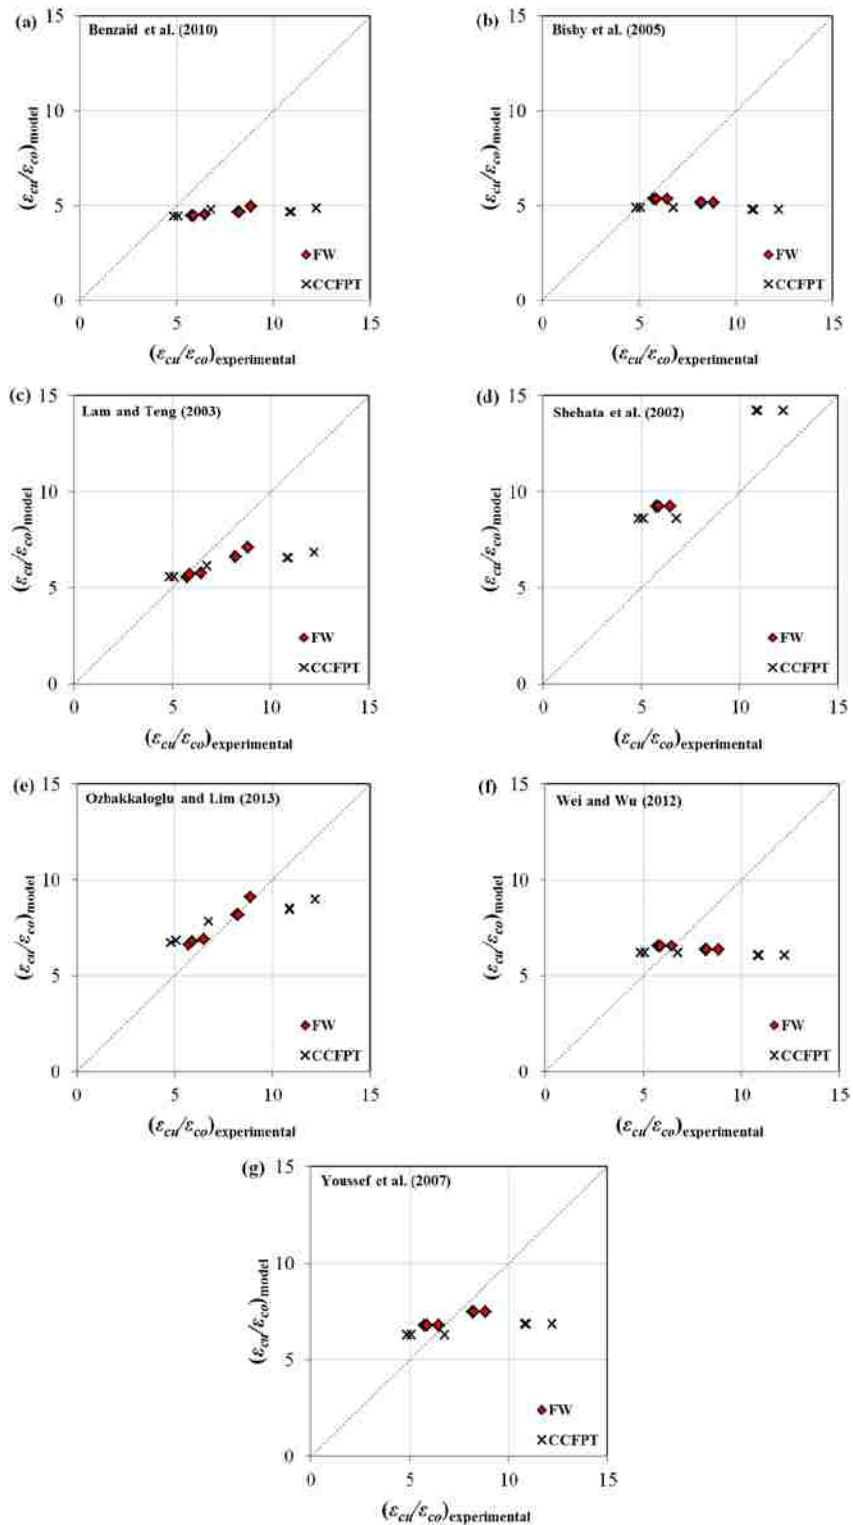 (a)
Benzaid et al. (2010)
15
10
5
0
0 5 10 15
(εcu/εco)model
(εcu/εco)experimental
FW
CCFPT
(b)
Bisby et al. (2005)
15
10
5
0
0 5 10 15
(εcu/εco)model
(εcu/εco)experimental
FW
CCFPT
(c)
Lam and Teng (2003)
15
10
5
0
0 5 10 15
(εcu/εco)model
(εcu/εco)experimental
FW
CCFPT
(d)
Shehata et al. (2002)
15
10
5
0
0 5 10 15
(εcu/εco)model
(εcu/εco)experimental
FW
CCFPT
(e)
Ozbakkaloglu and Lim (2013)
15
10
5
0
0 5 10 15
(εcu/εco)model
(εcu/εco)experimental
FW
CCFPT
(f)
Wei and Wu (2012)
15
10
5
0
0 5 10 15
(εcu/εco)model
(εcu/εco)experimental
FW
CCFPT
(g)
Youssef et al. (2007)
15
10
5
0
0 5 10 15
(εcu/εco)model
(εcu/εco)experimental
FW
CCFPT